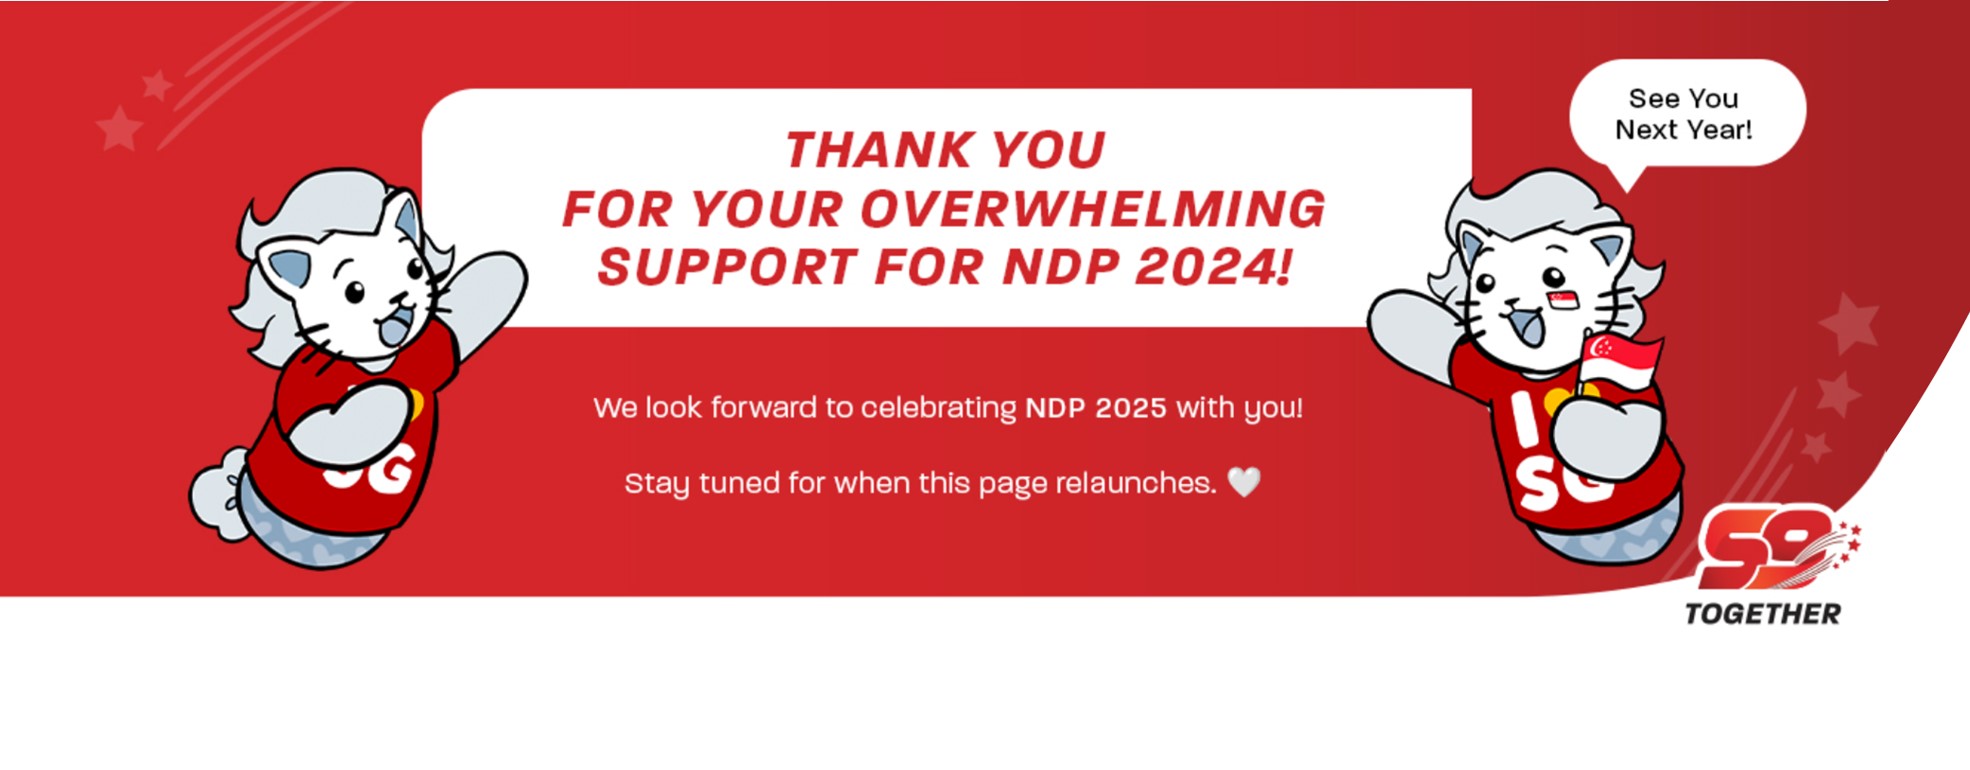 See You
Next Year!
THANK YOU
FOR YOUR OVERWHELMING
SUPPORT FOR NDP 2024!
We look forward to celebrating NDP 2025 with you!
Stay tuned for when this page relaunches. 🤍
SG
I
SG
59
TOGETHER